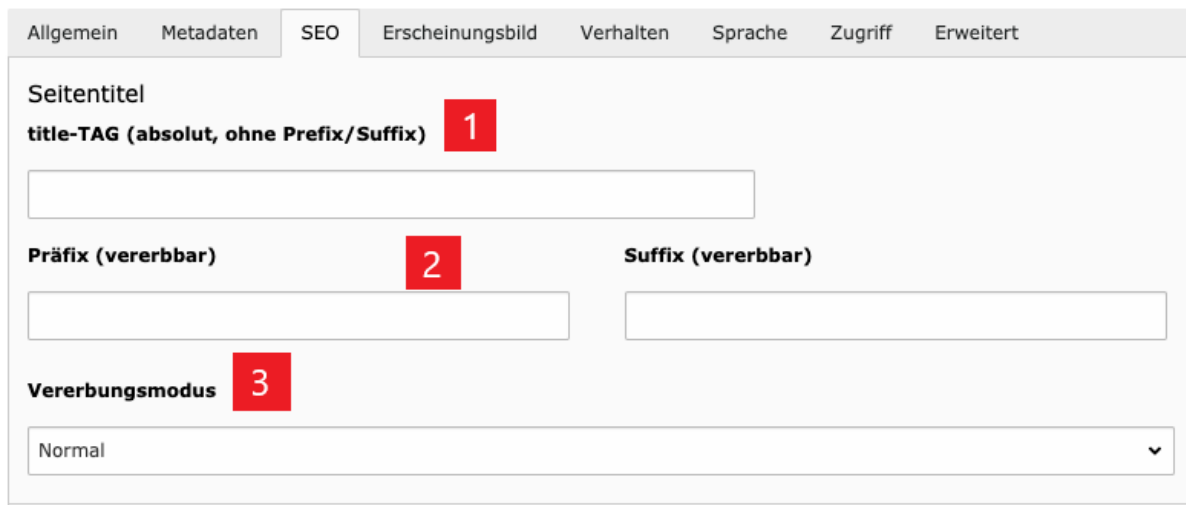 Allgemein Metadaten SEO Erscheinungsbild Verhalten Sprache Zugriff Erweitert
Seitentitel
title-TAG (absolut, ohne Prefix/Suffix) 1
Präfix (vererbbar) 2 Suffix (vererbbar)
Vererbungsmodus 3
Normal